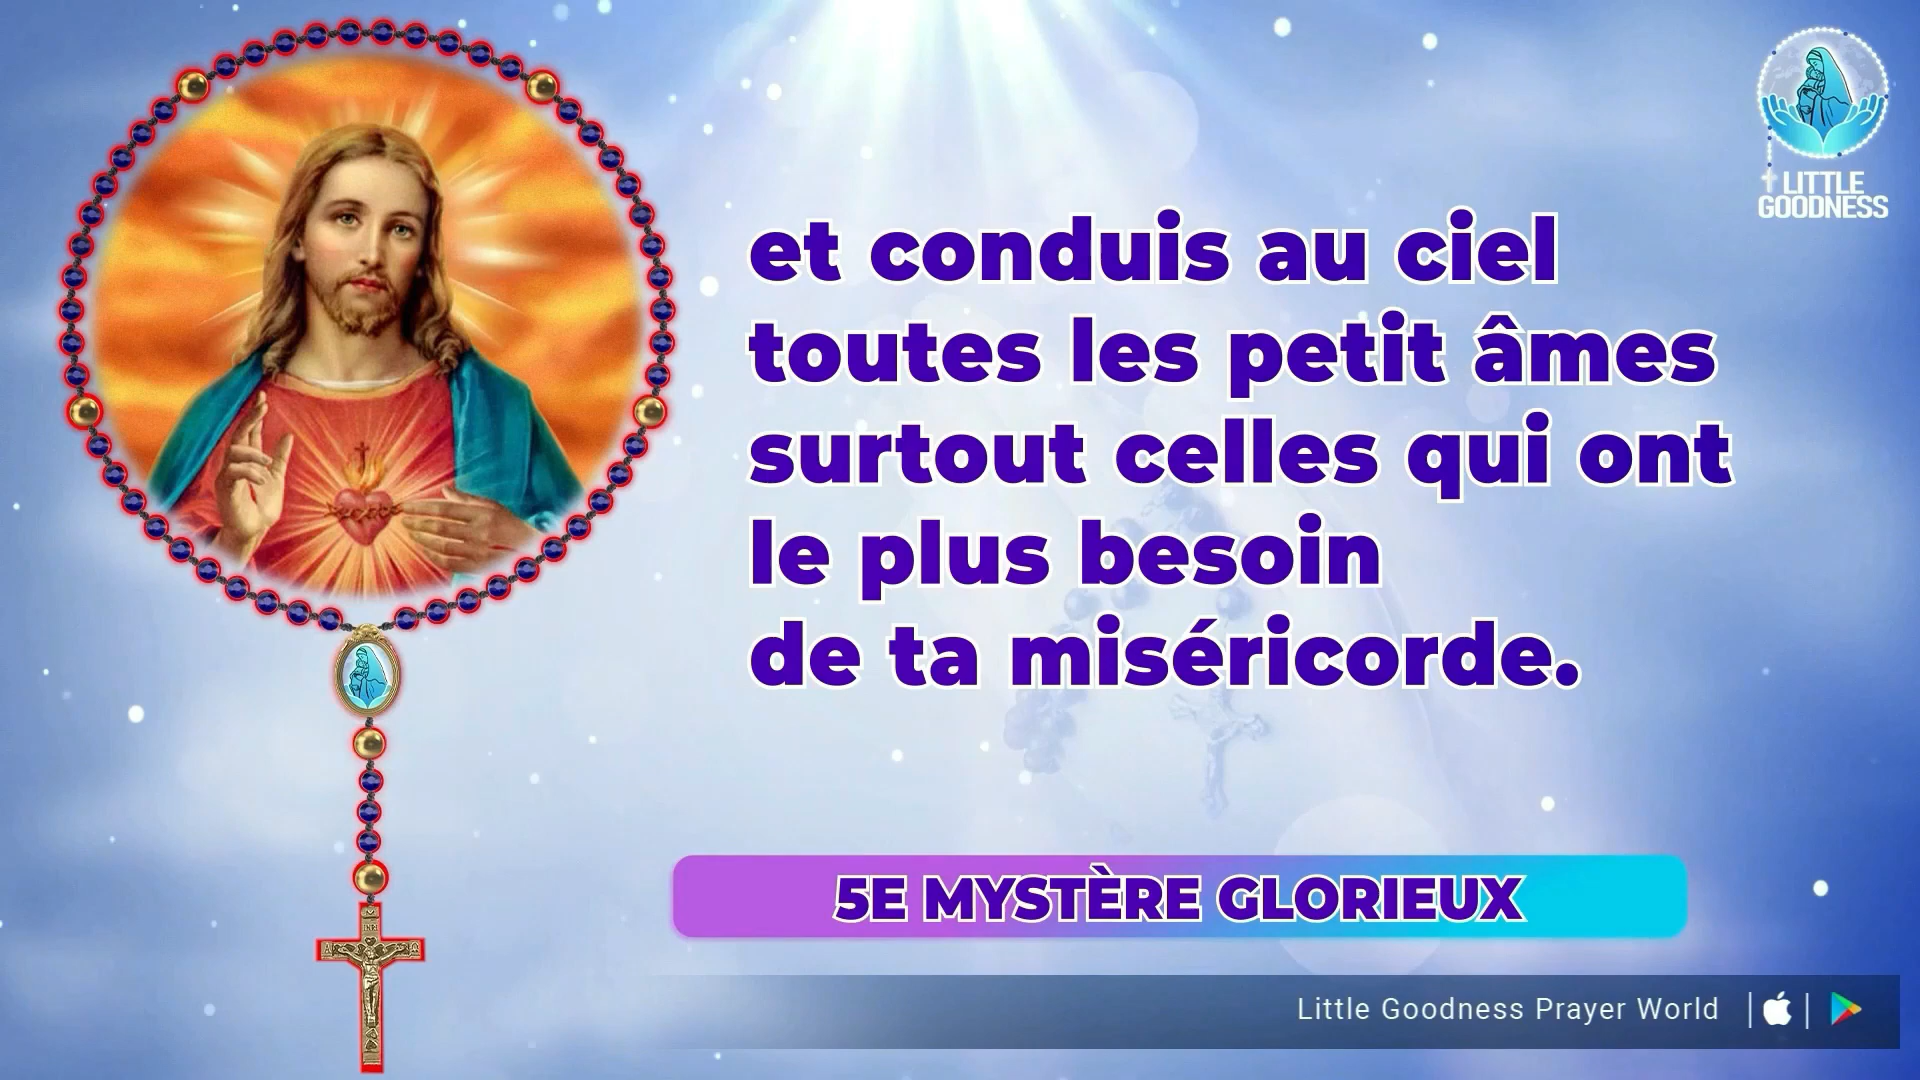 LITTLE
GOODNESS
et conduis au ciel
toutes les petit âmes
surtout celles qui ont
le plus besoin
de ta miséricorde.
5E MYSTÈRE GLORIEUX
INRI
A Ω
Little Goodness Prayer World